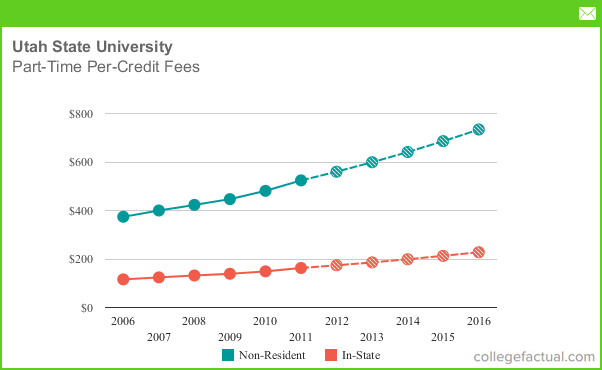 Utah State University
Part-Time Per-Credit Fees
$800
$600
$400
$200
$0
2006 2008 2010 2012 2014 2016
2007 2009 2011 2013 2015
Non-Resident In-State
collegefactual.com